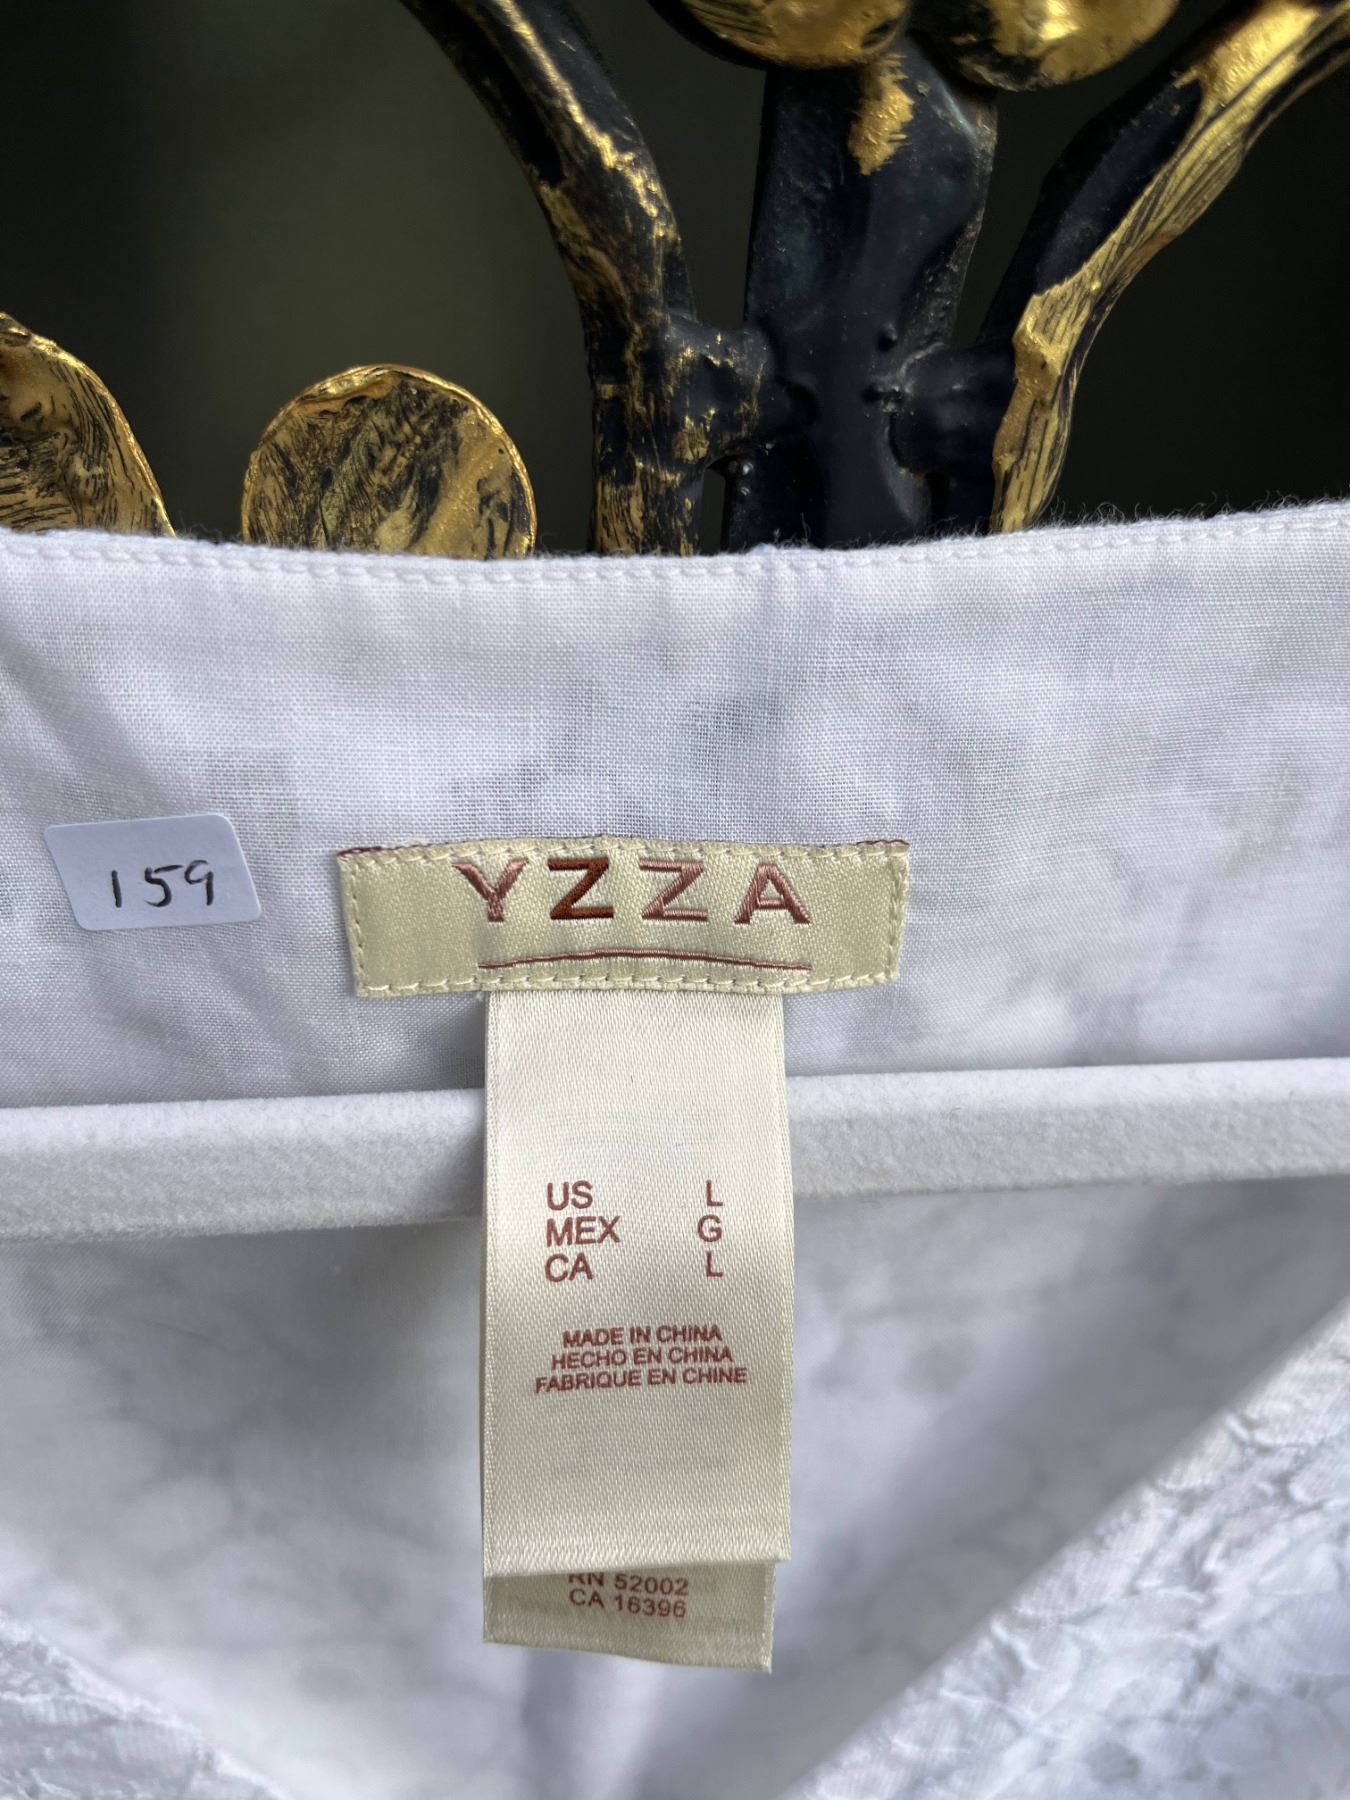 159
YZZA
US L
MEX G
CA L
MADE IN CHINA
HECHO EN CHINA
FABRIQUE EN CHINE
RN 52002
CA 16396